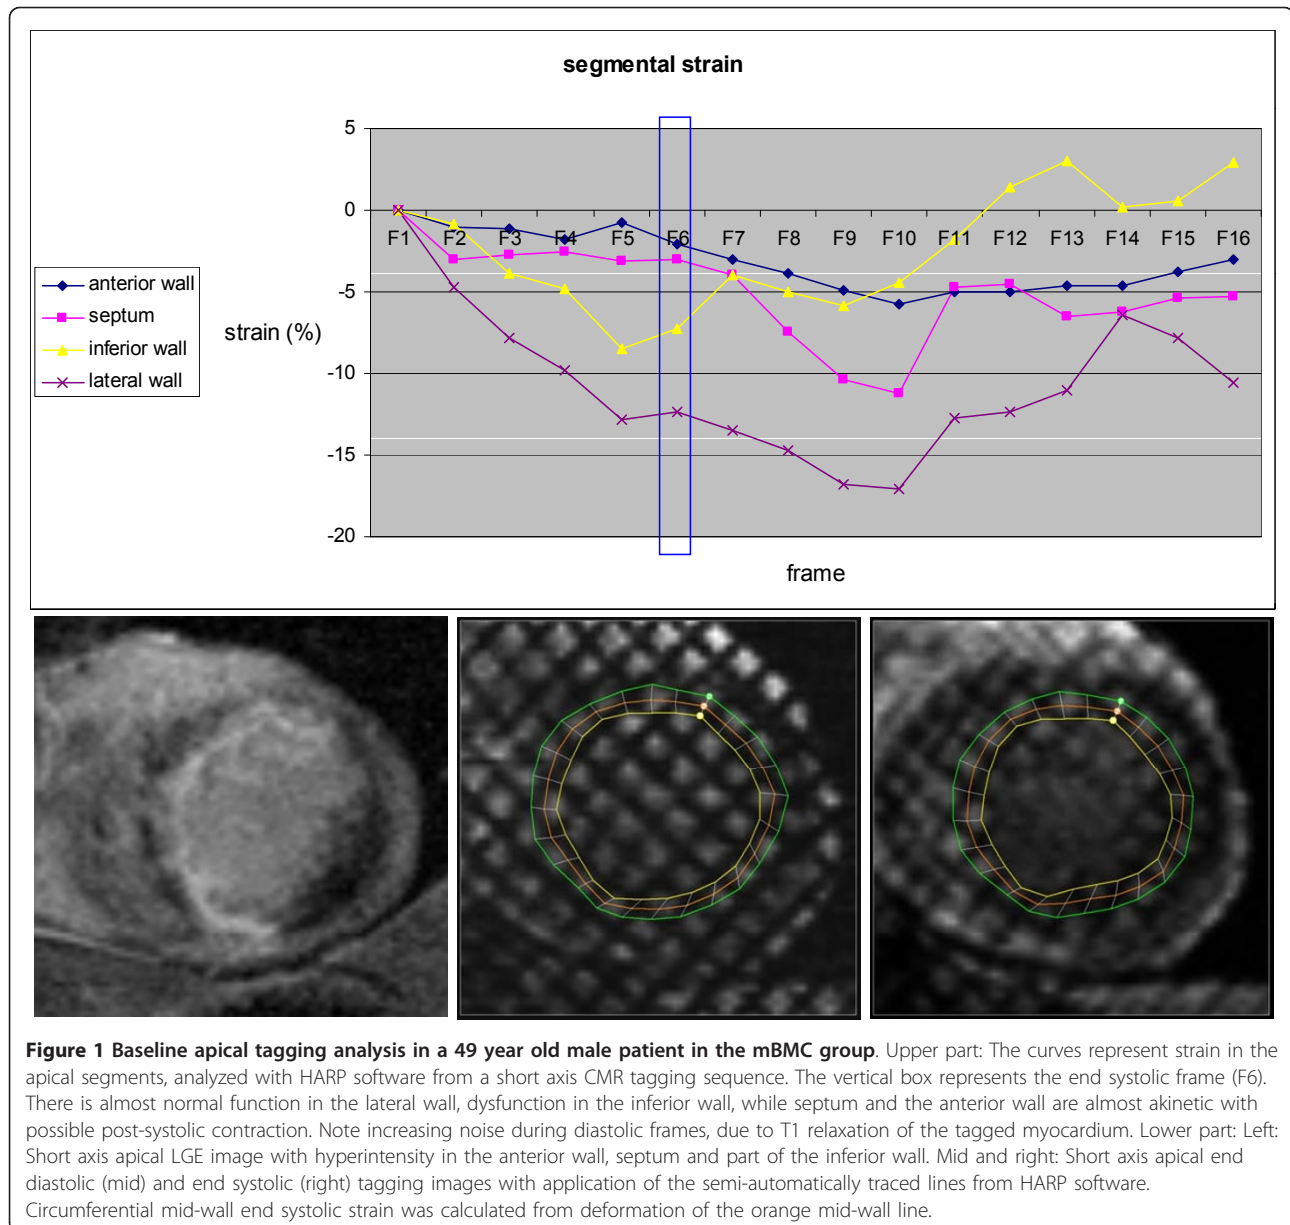 segmental strain
5
0
-5
-10
-15
-20
F1 F2 F3 F4 F5 F6 F7 F8 F9 F10 F11 F12 F13 F14 F15 F16
strain (%)
frame
anterior wall
septum
inferior wall
lateral wall
Figure 1 Baseline apical tagging analysis in a 49 year old male patient in the mBMC group. Upper part: The curves represent strain in the
apical segments, analyzed with HARP software from a short axis CMR tagging sequence. The vertical box represents the end systolic frame (F6).
There is almost normal function in the lateral wall, dysfunction in the inferior wall, while septum and the anterior wall are almost akinetic with
possible post-systolic contraction. Note increasing noise during diastolic frames, due to T1 relaxation of the tagged myocardium. Lower part: Left:
Short axis apical LGE image with hyperintensity in the anterior wall, septum and part of the inferior wall. Mid and right: Short axis apical end
diastolic (mid) and end systolic (right) tagging images with application of the semi-automatically traced lines from HARP software.
Circumferential mid-wall end systolic strain was calculated from deformation of the orange mid-wall line.